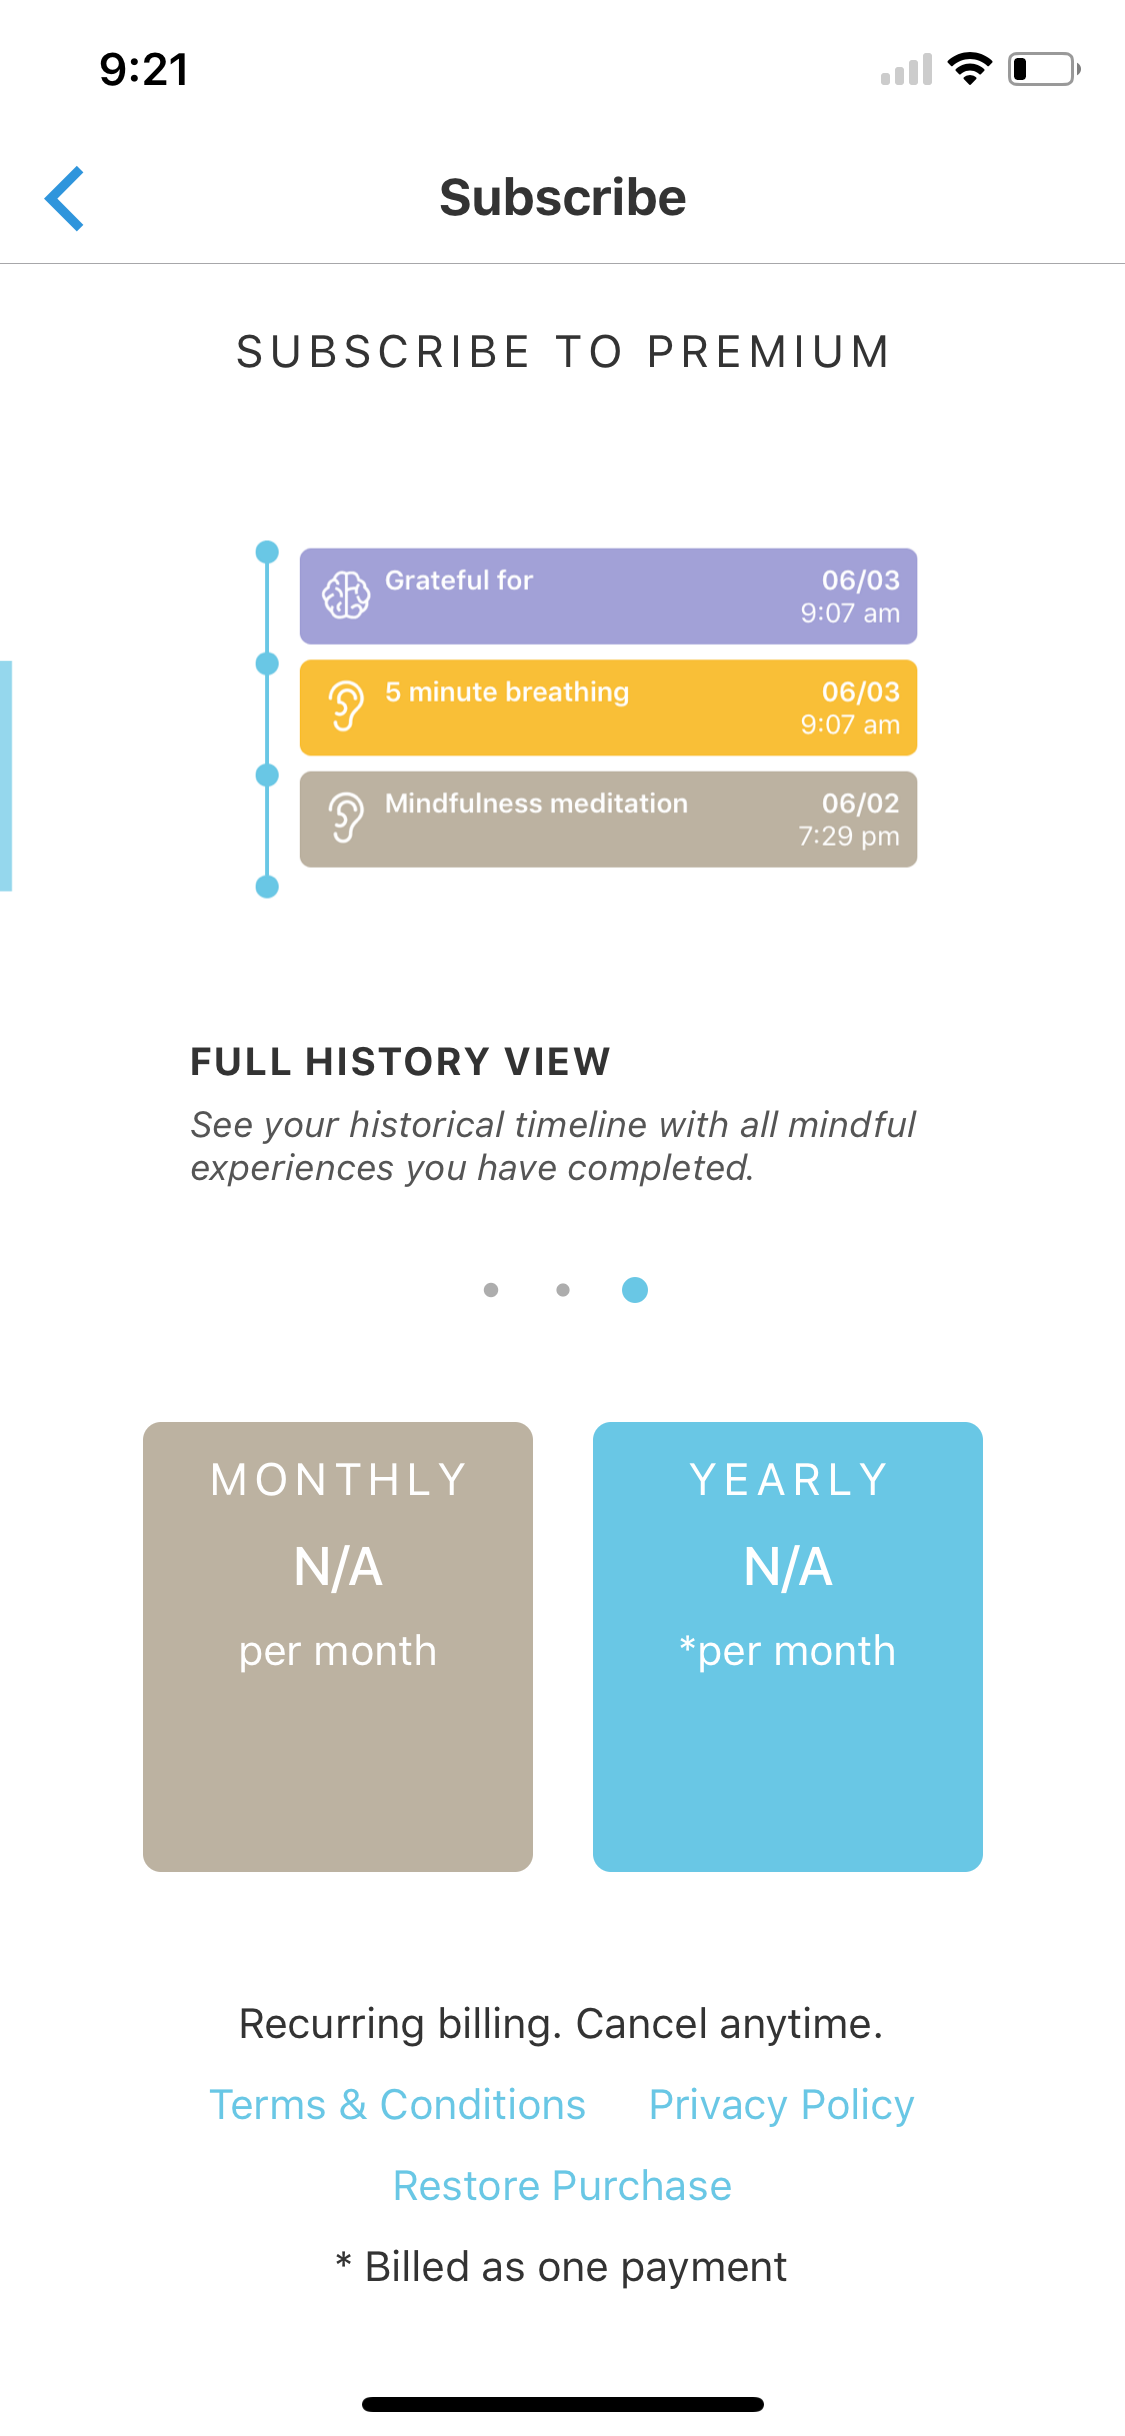 9:21
Subscribe
SUBSCRIBE TO PREMIUM
Grateful for 06/03
9:07 am
5 minute breathing 06/03
9:07 am
Mindfulness meditation 06/02
7:29 pm
FULL HISTORY VIEW
See your historical timeline with all mindful
experiences you have completed.
MONTHLY
N/A
per month
YEARLY
N/A
*per month
Recurring billing. Cancel anytime.
Terms & Conditions Privacy Policy
Restore Purchase
* Billed as one payment